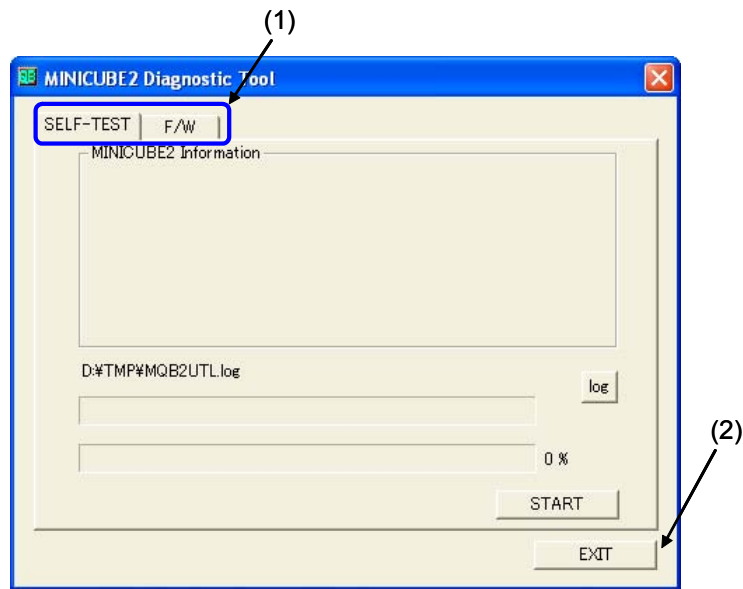 (1)
MINICUBE2 Diagnostic Tool
SELF-TEST
F/W
MINICUBE2 Information
D:¥TMP¥MQB2UTL.log
log
(2)
0 %
START
EXIT